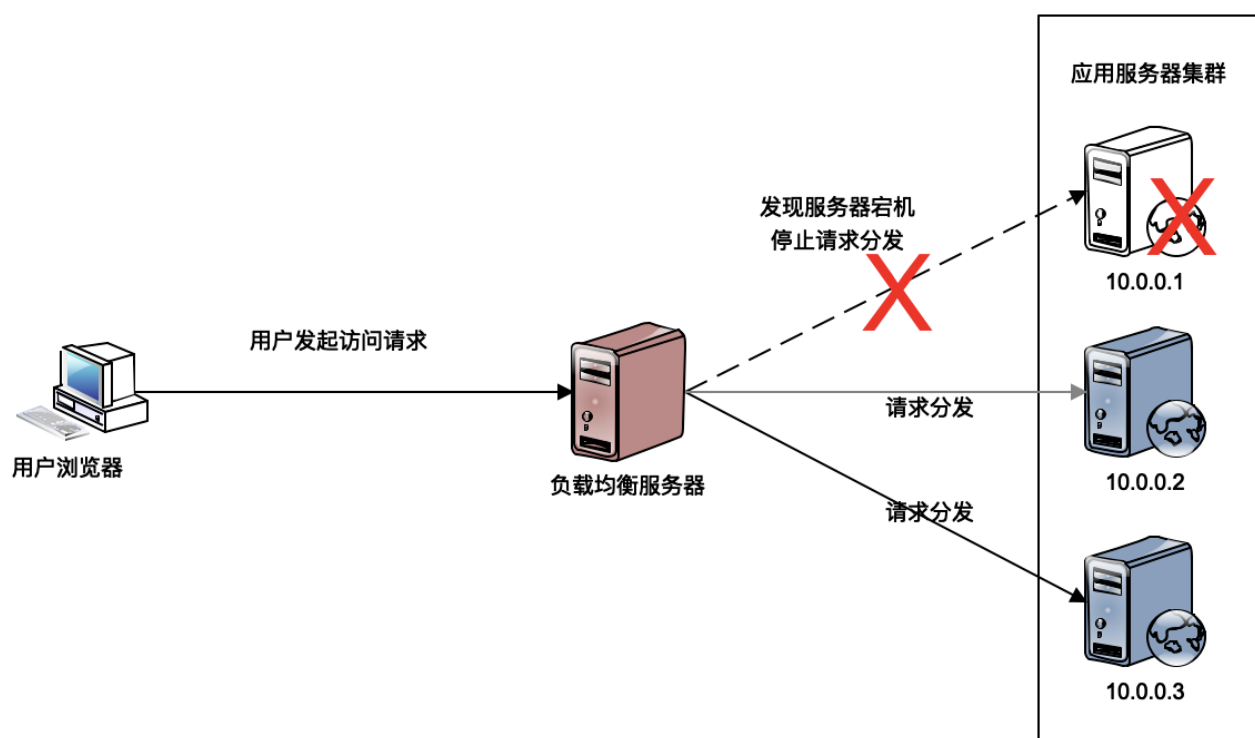 应用服务器集群
发现服务器宕机
停止请求分发
10.0.0.1
用户发起访问请求
请求分发
用户浏览器
负载均衡服务器
10.0.0.2
请求分发
10.0.0.3